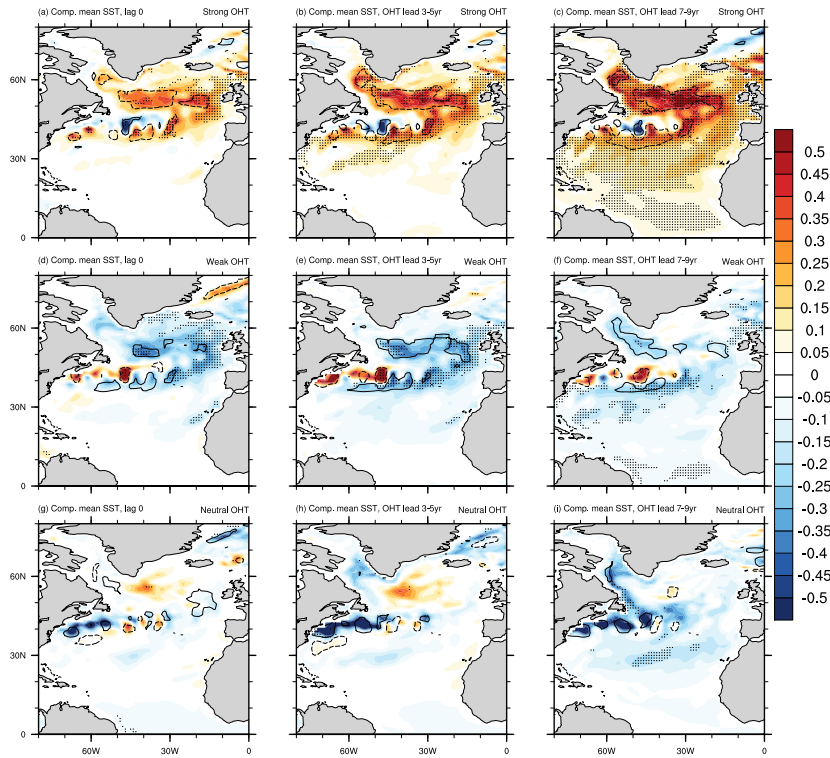 (a) Comp. mean SST, lag 0 Strong OHT
(b) Comp. mean SST, OHT lead 3-5yr Strong OHT
(c) Comp. mean SST, OHT lead 7-9yr Strong OHT
60N
30N
0
(d) Comp. mean SST, lag 0 Weak OHT
(e) Comp. mean SST, OHT lead 3-5yr Weak OHT
(f) Comp. mean SST, OHT lead 7-9yr Weak OHT
60N
30N
0
(g) Comp. mean SST, lag 0 Neutral OHT
(h) Comp. mean SST, OHT lead 3-5yr Neutral OHT
(i) Comp. mean SST, OHT lead 7-9yr Neutral OHT
60N
30N
0
60W 30W 0
60W 30W 0
60W 30W 0
0.5
0.45
0.4
0.35
0.3
0.25
0.2
0.15
0.1
0.05
0
-0.05
-0.1
-0.15
-0.2
-0.25
-0.3
-0.35
-0.4
-0.45
-0.5